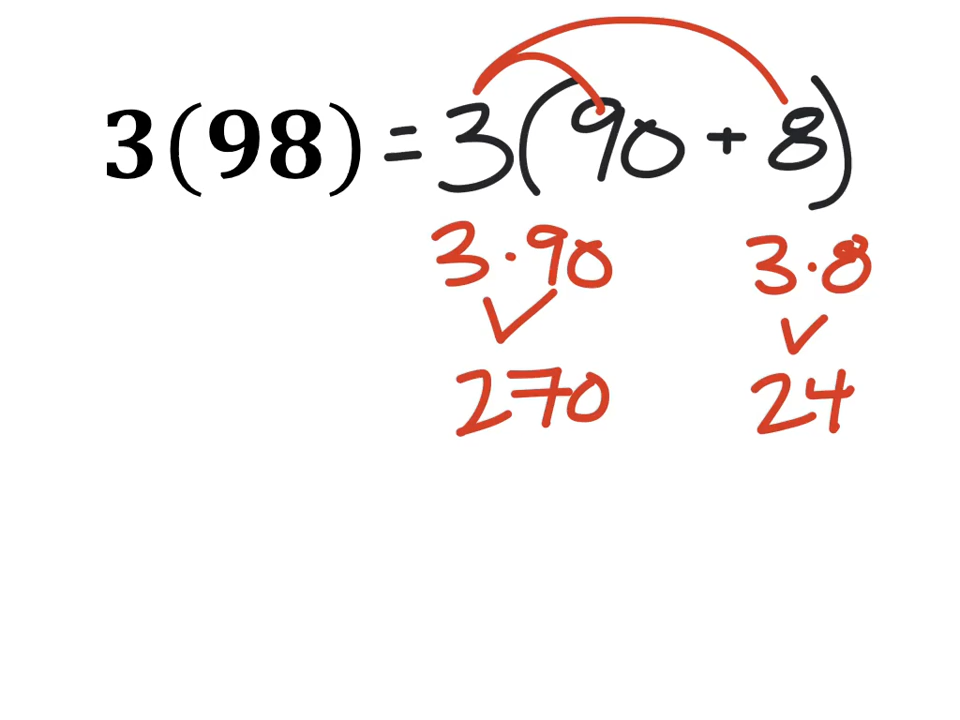 3(98) = 3(90 + 8)
3·90 3·8
270 24